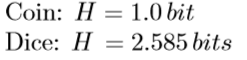 Coin: H = 1.0 bit
Dice: H = 2.585 bits